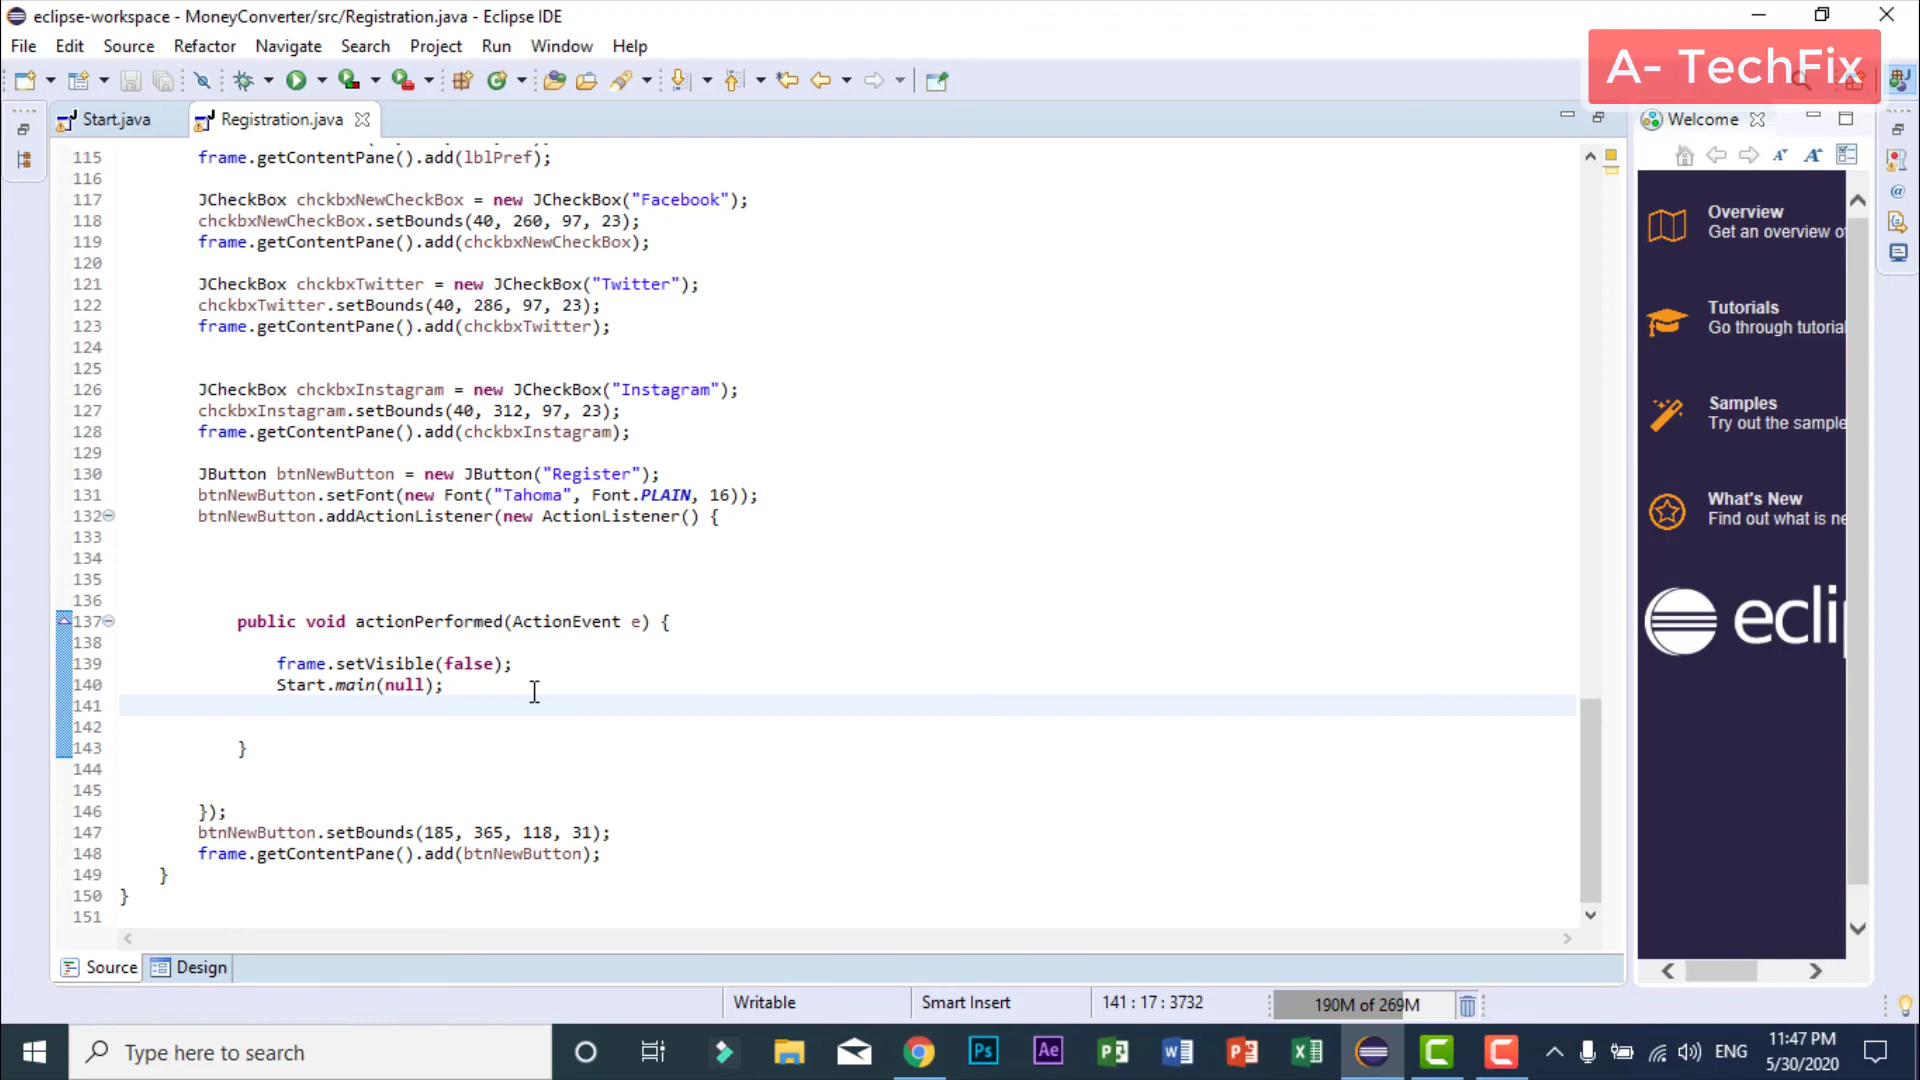 eclipse-workspace - MoneyConverter/src/Registration.java - Eclipse IDE
File Edit Source Refactor Navigate Search Project Run Window Help
A- TechFix
Start.java
Registration.java
Welcome
115 frame.getContentPane().add(lblPref);
116
117 JCheckBox chckbxNewCheckBox = new JCheckBox("Facebook");
118 chckbxNewCheckBox.setBounds(40, 260, 97, 23);
119 frame.getContentPane().add(chckbxNewCheckBox);
120
121 JCheckBox chckbxTwitter = new JCheckBox("Twitter");
122 chckbxTwitter.setBounds(40, 286, 97, 23);
123 frame.getContentPane().add(chckbxTwitter);
124
125
126 JCheckBox chckbxInstagram = new JCheckBox("Instagram");
127 chckbxInstagram.setBounds(40, 312, 97, 23);
128 frame.getContentPane().add(chckbxInstagram);
129
130 JButton btnNewButton = new JButton("Register");
131 btnNewButton.setFont(new Font("Tahoma", Font.PLAIN, 16));
132 btnNewButton.addActionListener(new ActionListener() {
133
134
135
136
137 public void actionPerformed(ActionEvent e) {
138
139 frame.setVisible(false);
140 Start.main(null);
141
142
143 }
144
145
146 });
147 btnNewButton.setBounds(185, 365, 118, 31);
148 frame.getContentPane().add(btnNewButton);
149 }
150 }
151
Overview
Get an overview o
Tutorials
Go through tutorial
Samples
Try out the sample
What's New
Find out what is ne
ecli
Source
Design
Writable
Smart Insert
141 : 17 : 3732
190M of 269M
Type here to search
Ps
Ae
ENG
11:47 PM
5/30/2020